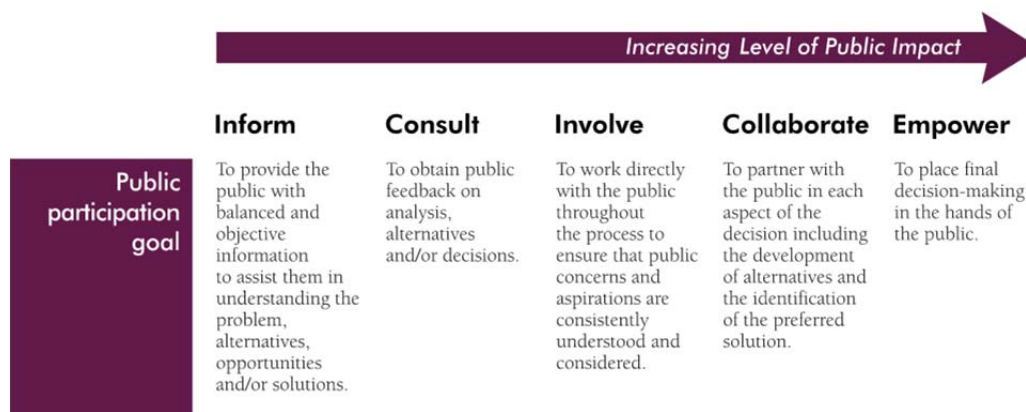 Increasing Level of Public Impact
Inform
Consult
Involve
Collaborate
Empower
Public
participation
goal
To provide the
public with
balanced and
objective
information
to assist them in
understanding the
problem,
alternatives,
opportunities
and/or solutions.
To obtain public
feedback on
analysis,
alternatives
and/or decisions.
To work directly
with the public
throughout
the process to
ensure that public
concerns and
aspirations are
consistently
understood and
considered.
To partner with
the public in each
aspect of the
decision including
the development
of alternatives and
the identification
of the preferred
solution.
To place final
decision-making
in the hands of
the public.